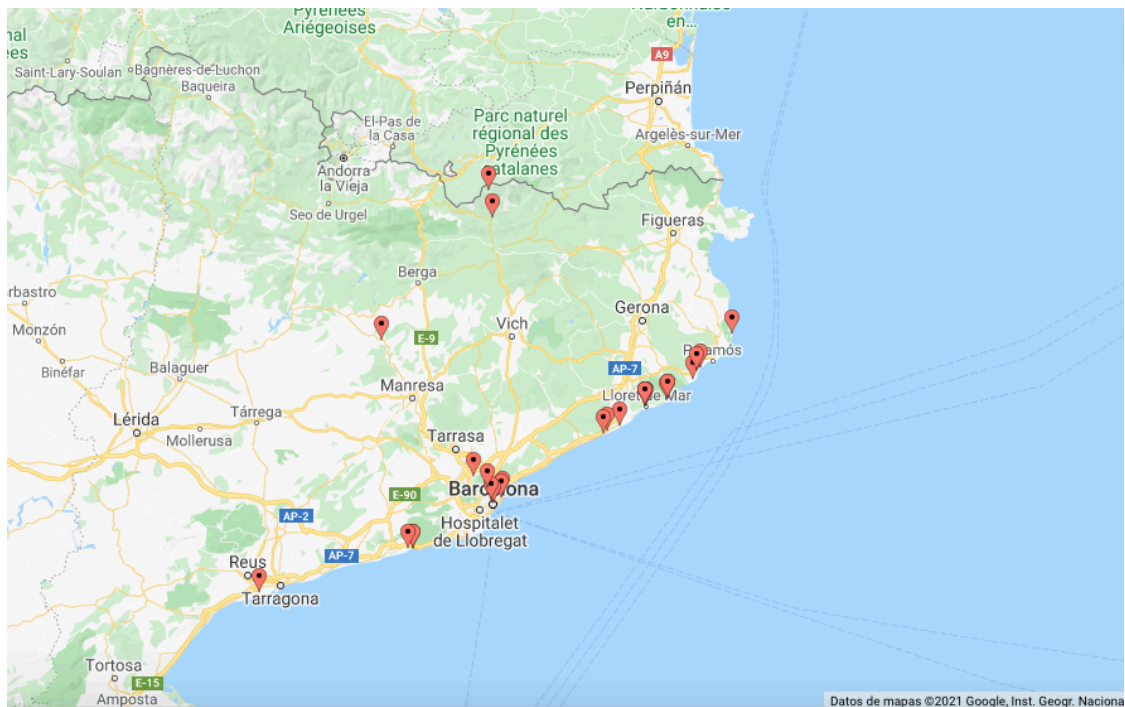 Pyrénées
Ariégeoises
en...
A9
Saint-Lary-Soulan
Bagnères-de-Luchon
Baqueira
Perpiñán
El-Pas de
la Casa
Parc naturel
régional des
Pyrénées
catalanes
Argelès-sur-Mer
Andorra
la Vieja
Seo de Urgel
Figueras
Berga
Gerona
Vich
Monzón
E-9
Binéfar
Balaguer
AP-7
Manresa
Lloret de Mar
Lérida
Tárrega
Mollerusa
Tarrasa
Barcelona
E-90
AP-2
Hospitalet
de Llobregat
AP-7
Reus
Tarragona
Tortosa
E-15
Amposta
Datos de mapas ©2021 Google, Inst. Geogr. Naciona